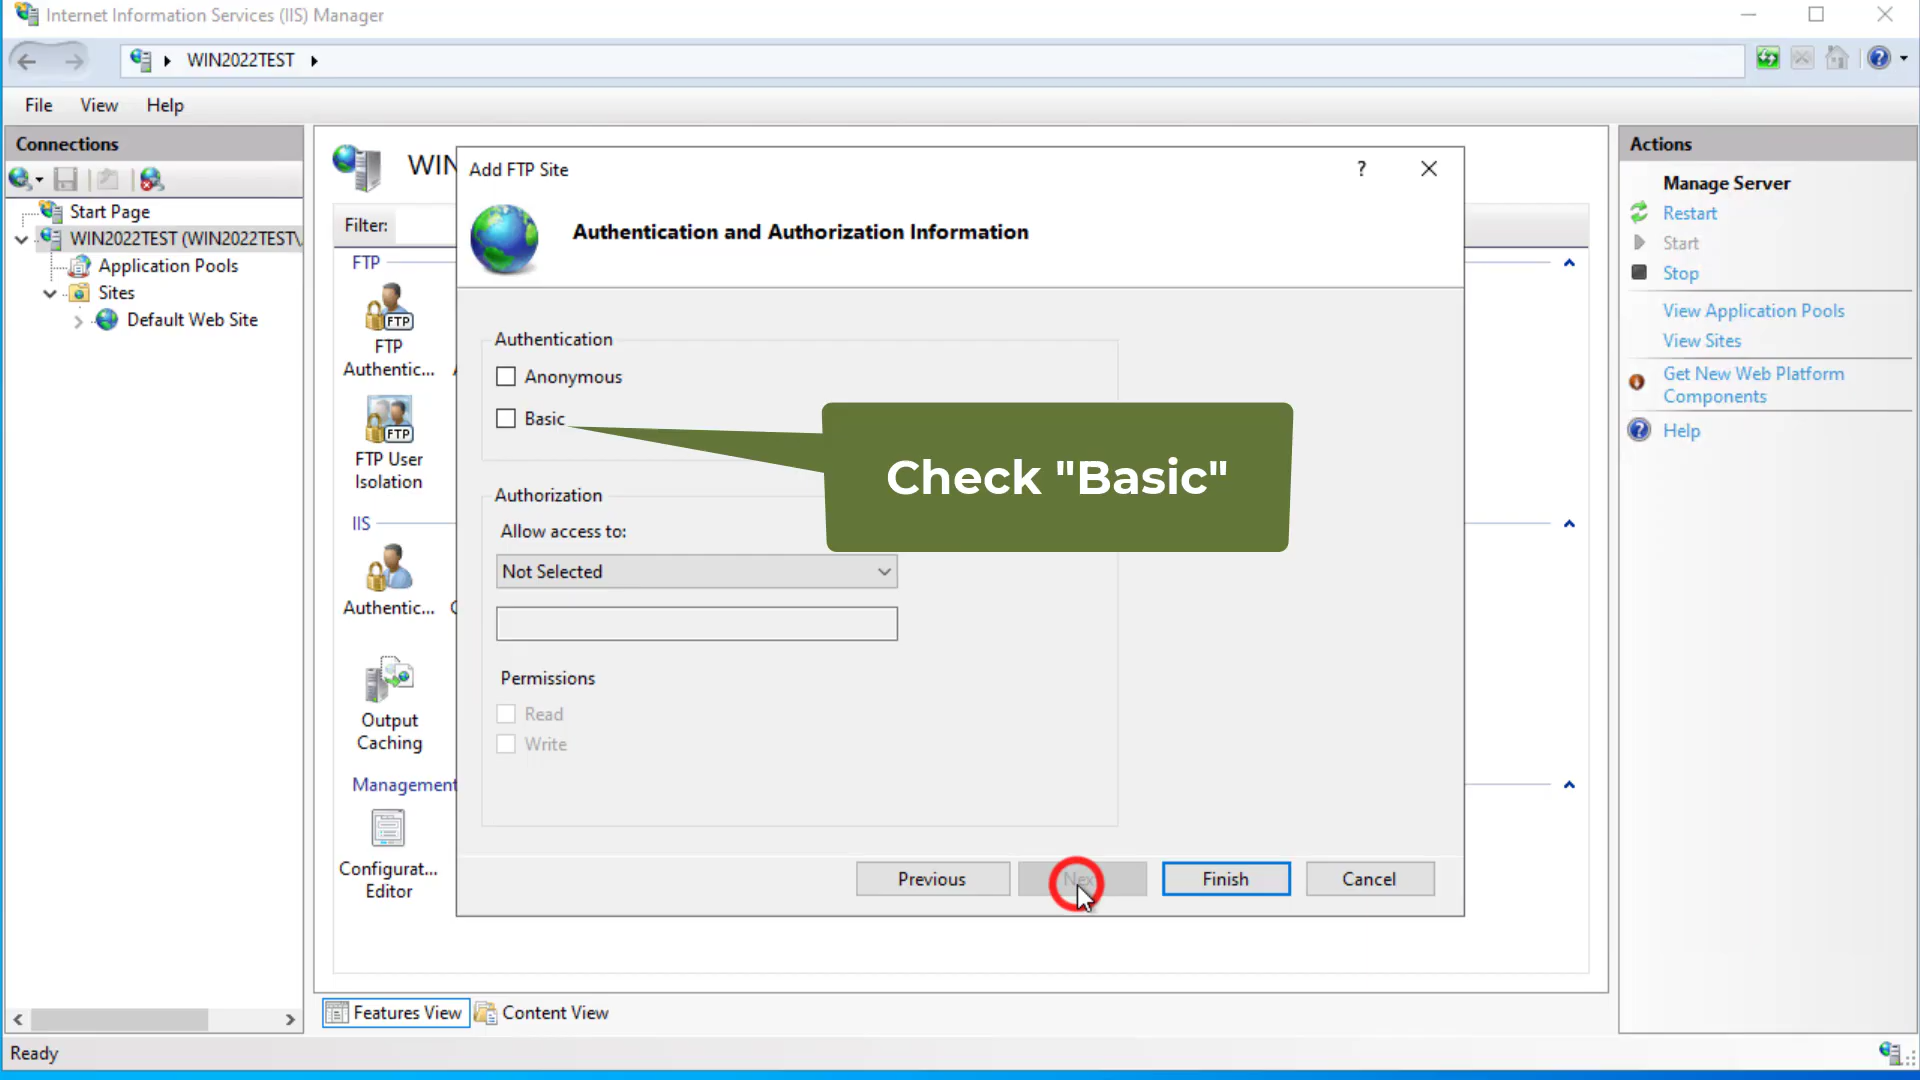 Internet Information Services (IIS) Manager
WIN2022TEST
File View Help
Connections
Start Page
WIN2022TEST (WIN2022TEST\
Application Pools
Sites
Default Web Site
WIN
Filter:
FTP
FTP
FTP
Authentic...
FTP
FTP User
Isolation
IIS
Authentic...
Output
Caching
Management
Configurat...
Editor
Add FTP Site
?
Authentication and Authorization Information
Authentication
Anonymous
Basic
Check "Basic"
Authorization
Allow access to:
Not Selected
Permissions
Read
Write
Previous Finish Cancel
Features View Content View
Actions
Manage Server
Restart
Start
Stop
View Application Pools
View Sites
Get New Web Platform
Components
Help
Ready